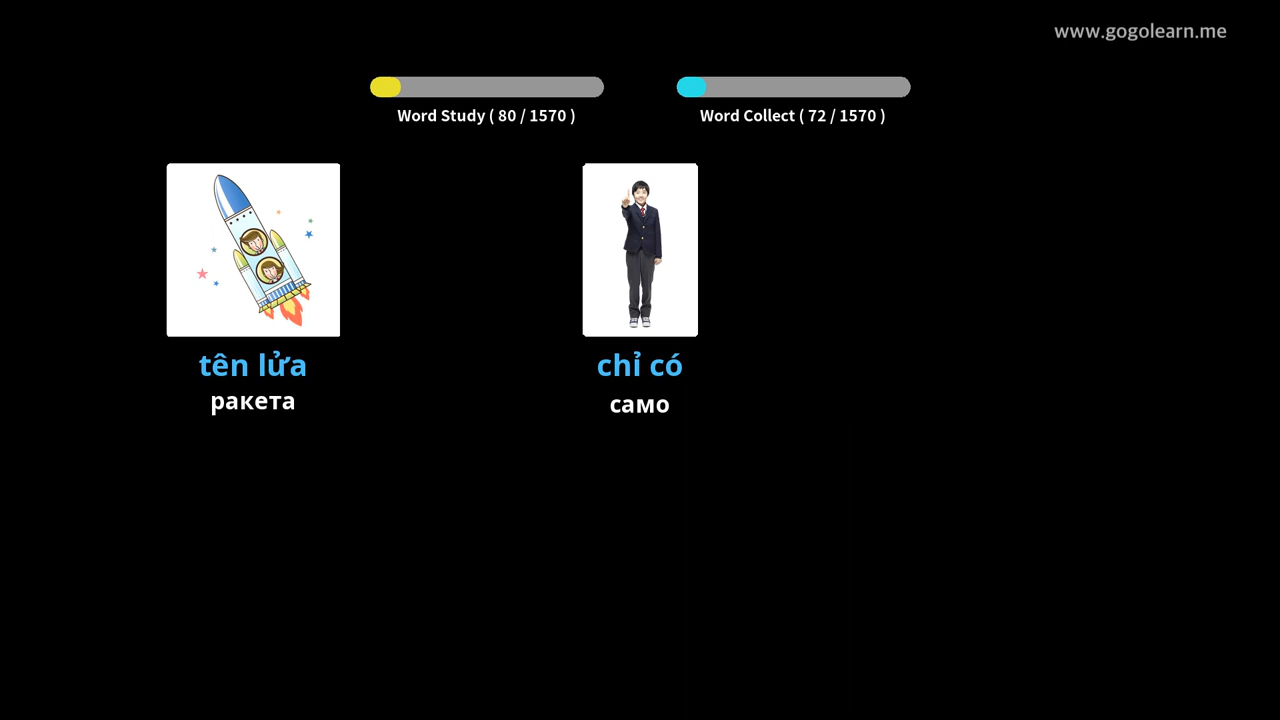 www.gogolearn.me
Word Study ( 80 / 1570 )
Word Collect ( 72 / 1570 )
tên lửa
ракета
chỉ có
само